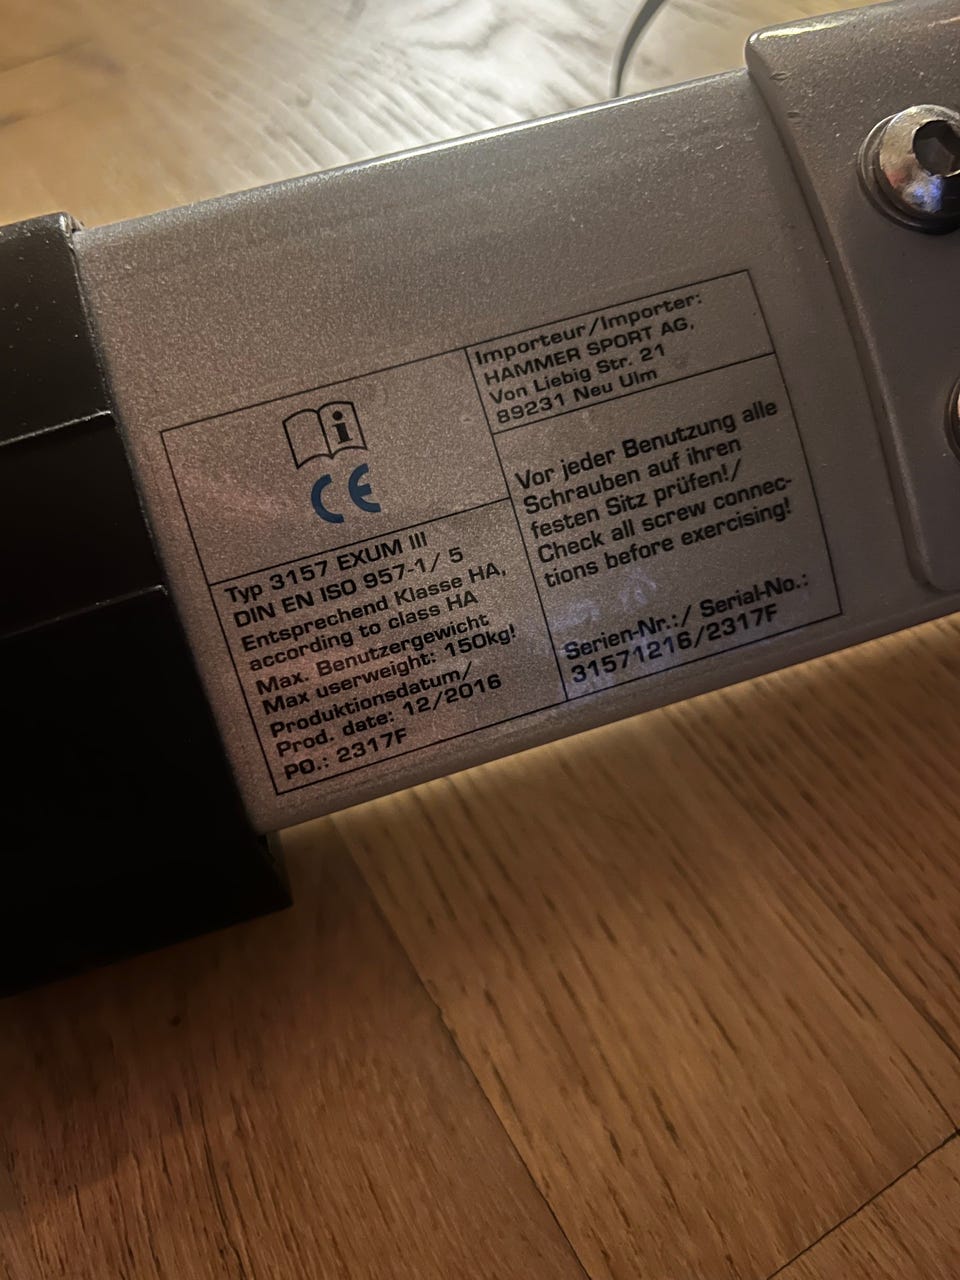 i
CE
Typ 3157 EXUM III
DIN EN ISO 957-1/ 5
Entsprechend Klasse HA,
according to class HA
Max. Benutzergewicht
Max userweight: 150kg!
Produktionsdatum/
Prod. date: 12/2016
PO.: 2317F
Importeur/Importer:
HAMMER SPORT AG,
Von Liebig Str. 21
89231 Neu Ulm
Vor jeder Benutzung alle
Schrauben auf ihren
festen Sitz prüfen!/
Check all screw connec-
tions before exercising!
Serien-Nr.:/ Serial-No.:
31571216/2317F